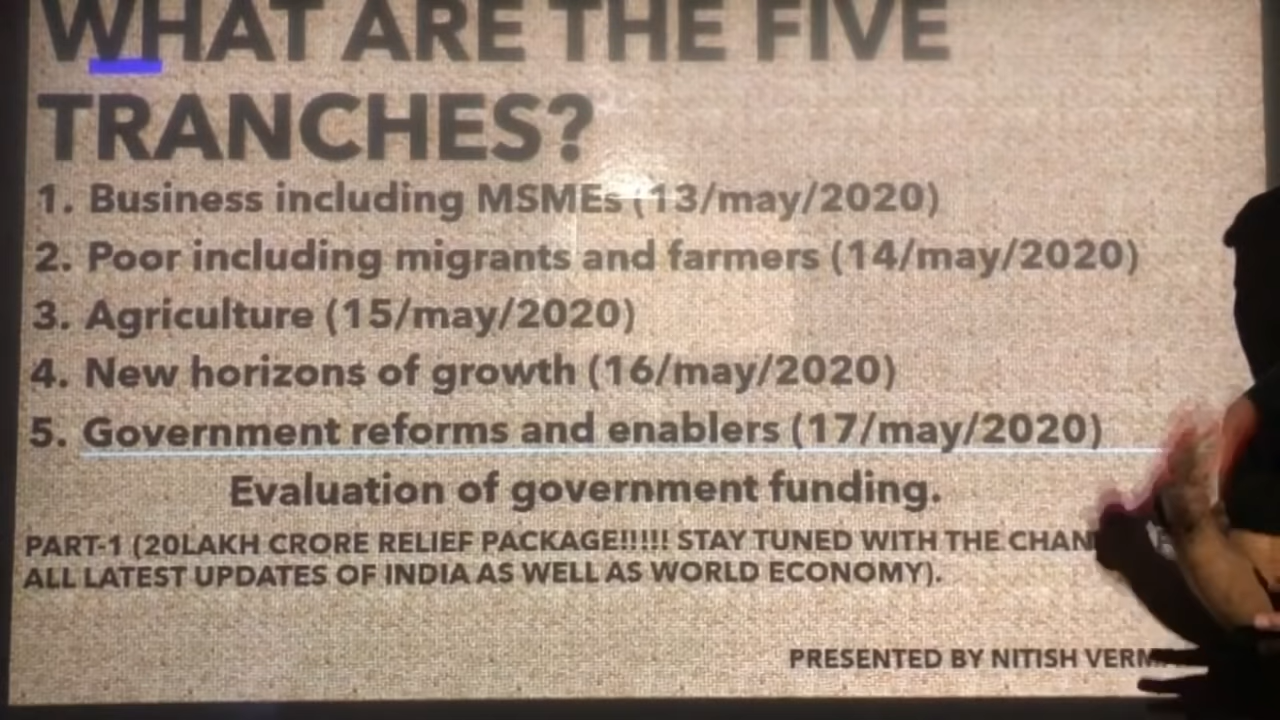 WHAT ARE THE FIVE
TRANCHES?
1. Business including MSMEs (13/may/2020)
2. Poor including migrants and farmers (14/may/2020)
3. Agriculture (15/may/2020)
4. New horizons of growth (16/may/2020)
5. Government reforms and enablers (17/may/2020)
Evaluation of government funding.
PART-1 (20LAKH CRORE RELIEF PACKAGE!!!!! STAY TUNED WITH THE
ALL LATEST UPDATES OF INDIA AS WELL AS WORLD ECONOMY).
PRESENTED BY NITISH